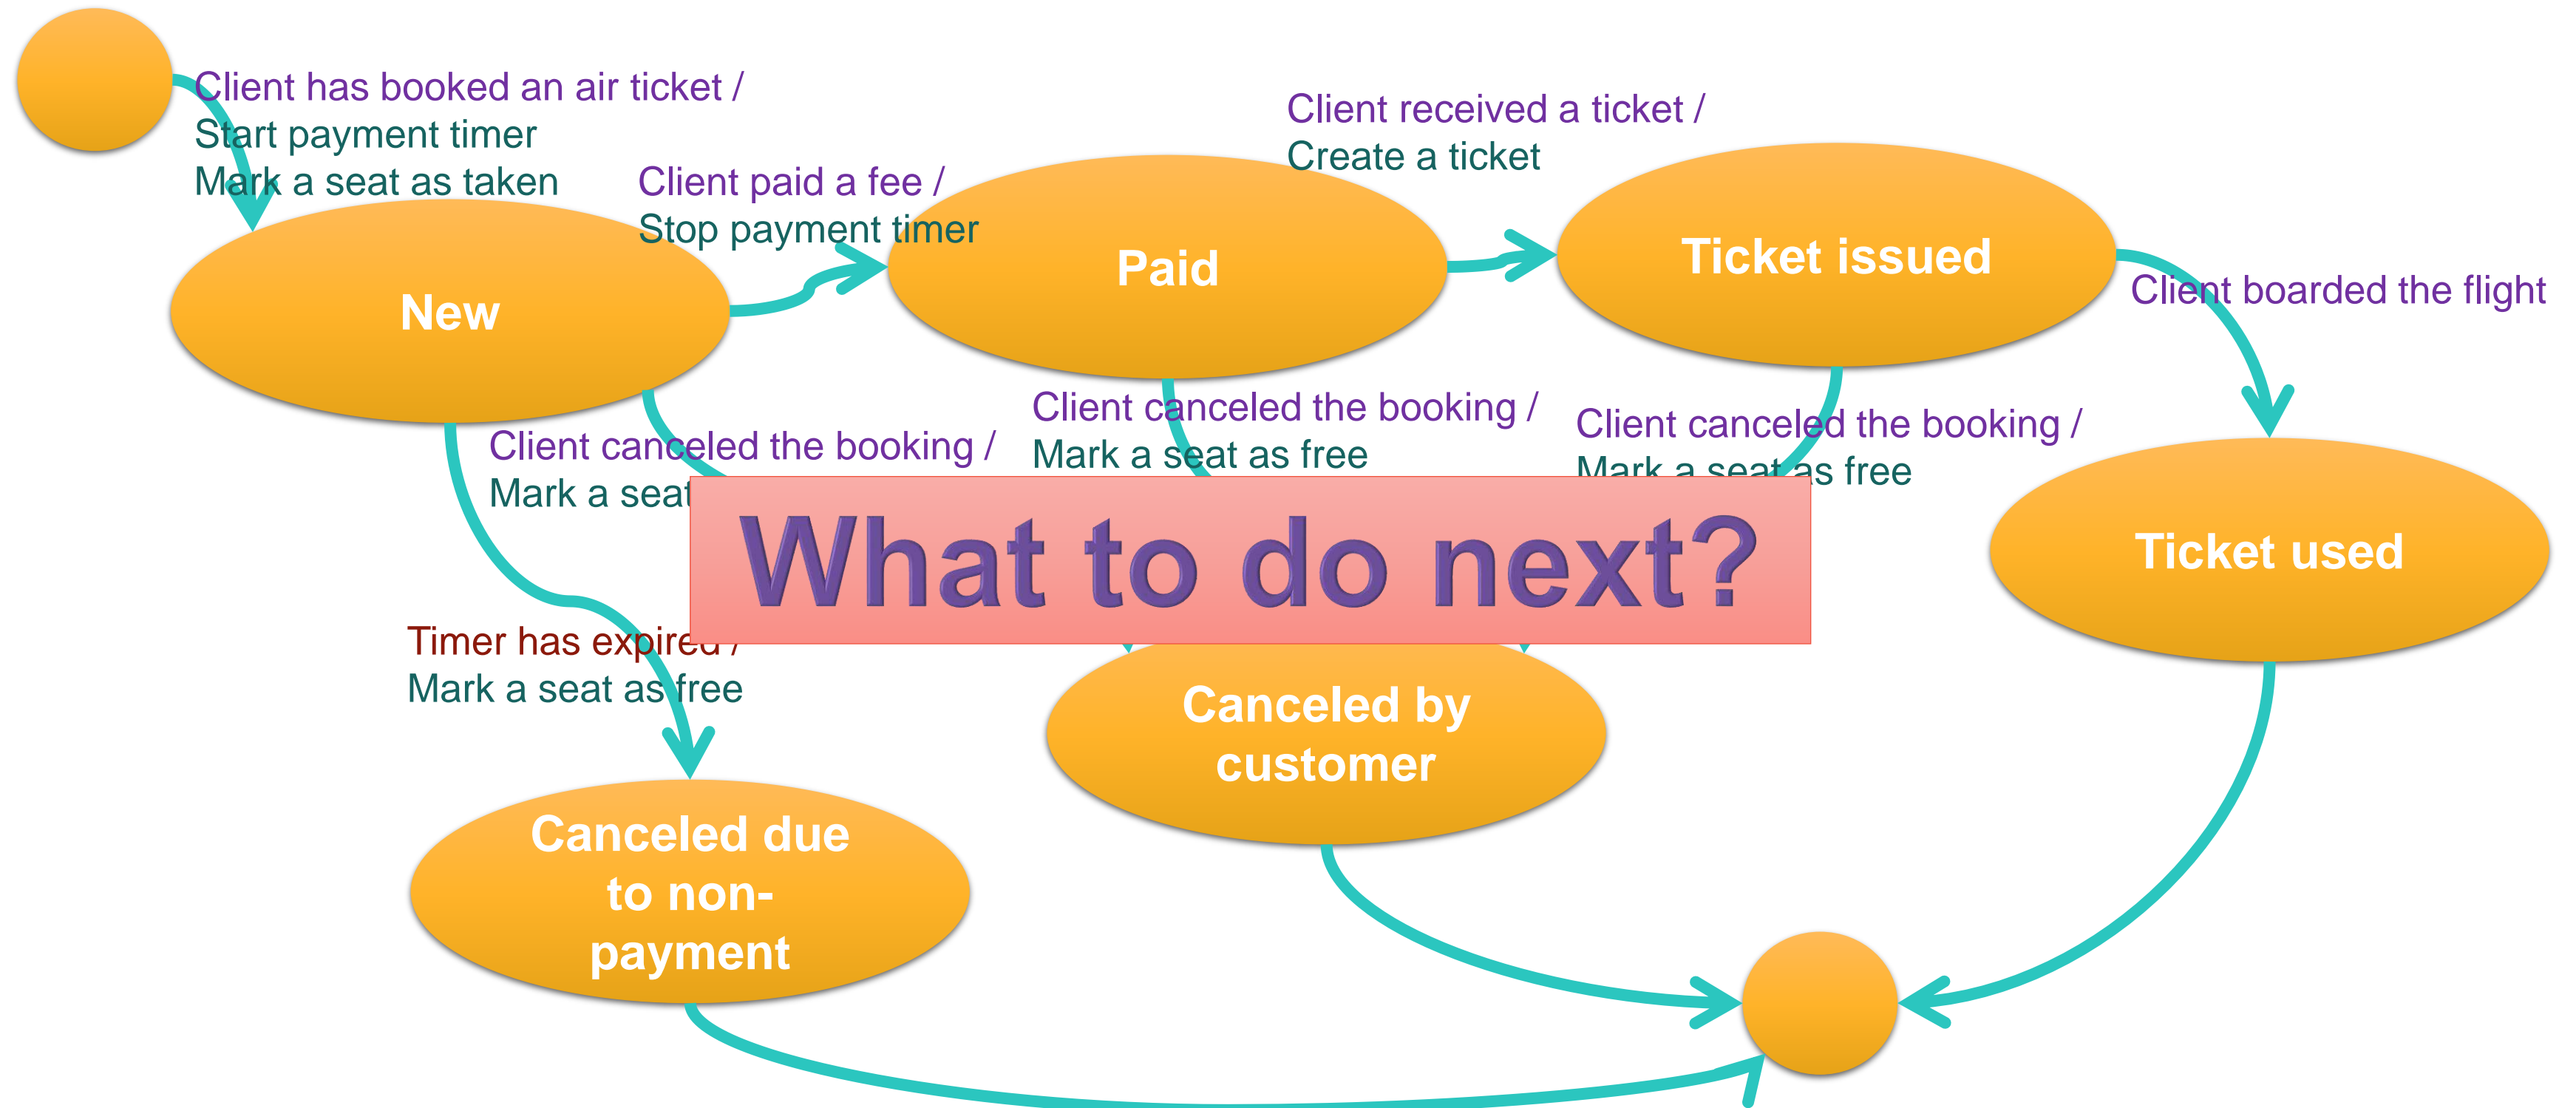 Client has booked an air ticket /
Start payment timer
Mark a seat as taken
Client paid a fee /
Stop payment timer
Client received a ticket /
Create a ticket
New
Paid
Ticket issued
Client boarded the flight
Client canceled the booking /
Mark a seat
Client canceled the booking /
Mark a seat as free
Client canceled the booking /
Mark a seat as free
What to do next?
Ticket used
Timer has expired /
Mark a seat as free
Canceled by
customer
Canceled due
to non-
payment